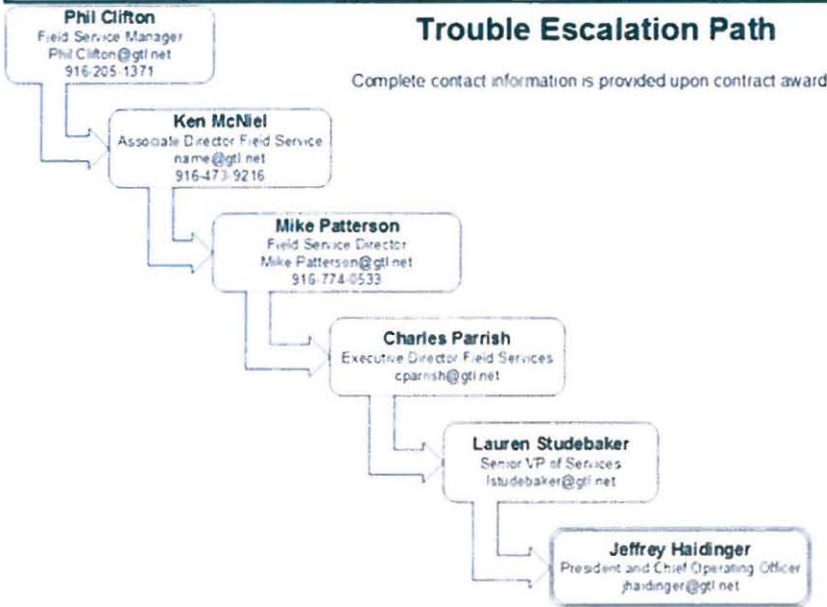 Phil Clifton
Field Service Manager
Phil.Clifton@gtl.net
916-205-1371
Trouble Escalation Path
Complete contact information is provided upon contract award
Ken McNiel
Associate Director Field Service
name@gtl.net
916-473-9216
Mike Patterson
Field Service Director
Mike.Patterson@gtl.net
916-774-0533
Charles Parrish
Executive Director Field Services
cparrish@gtl.net
Lauren Studebaker
Senior VP of Services
lstudebaker@gtl.net
Jeffrey Haidinger
President and Chief Operating Officer
jhaidinger@gtl.net